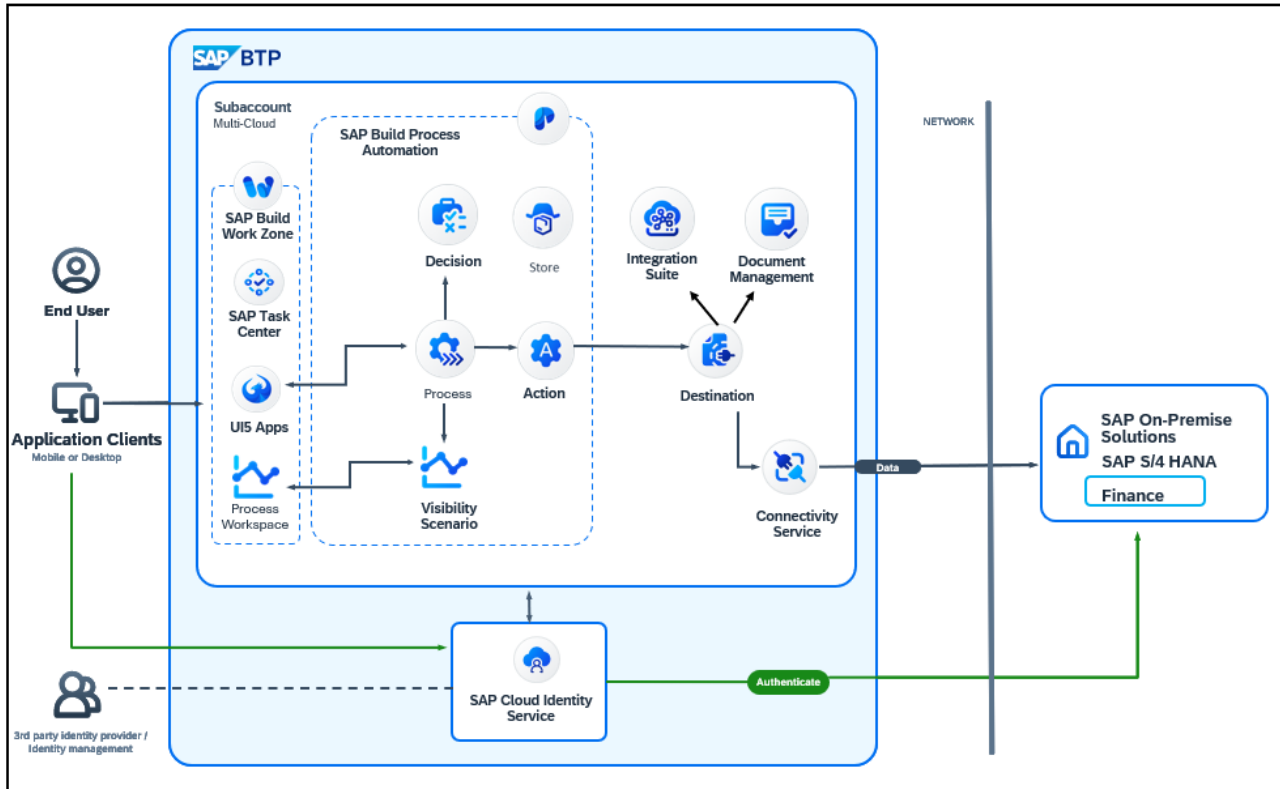 SAP BTP
Subaccount
Multi-Cloud
SAP Build Process
Automation
NETWORK
SAP Build
Work Zone
Decision
Store
Integration
Suite
Document
Management
End User
SAP Task
Center
Process
Action
Destination
UI5 Apps
Application Clients
Mobile or Desktop
Process
Workspace
Visibility
Scenario
Connectivity
Service
Data
SAP On-Premise
Solutions
SAP S/4 HANA
Finance
SAP Cloud Identity
Service
Authenticate
3rd party identity provider /
Identity management